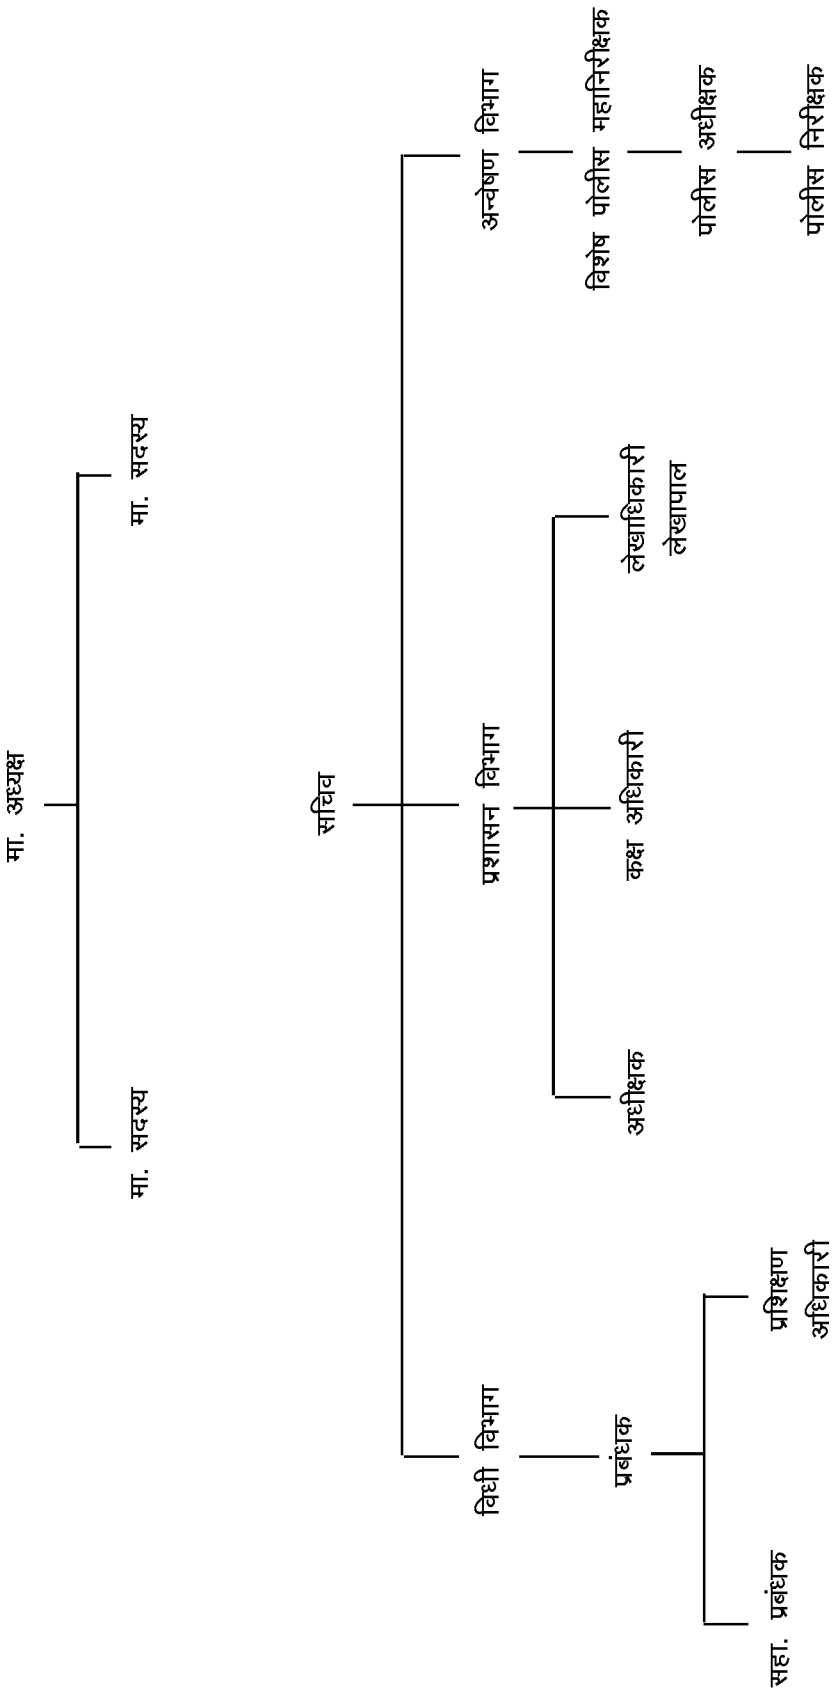 मा. अध्यक्ष
मा. सदस्य
मा. सदस्य
सचिव
विधी विभाग
प्रशासन विभाग
अन्वेषण विभाग
विशेष पोलीस महानिरीक्षक
प्रबंधक
अधीक्षक
कक्ष अधिकारी
लेखाधिकारी
लेखापाल
पोलीस अधीक्षक
सहा. प्रबंधक
प्रशिक्षण
अधिकारी
पोलीस निरीक्षक